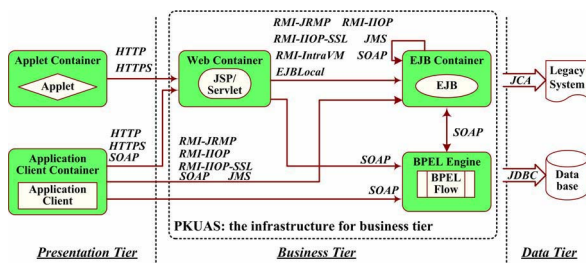 RMI-JRMP RMI-IIOP
RMI-IIOP-SSL JMS
RMI-IntraVM SOAP
EJBLocal
HTTP
HTTPS
Applet Container
Applet
Web Container
JSP/
Servlet
EJB Container
EJB
JCA
Legacy
System
HTTP
HTTPS
SOAP
RMI-JRMP
RMI-IIOP
RMI-IIOP-SSL
SOAP JMS
SOAP
Application
Client Container
Application
Client
SOAP
SOAP
BPEL Engine
BPEL
Flow
JDBC
Data
base
PKUAS: the infrastructure for business tier
Presentation Tier
Business Tier
Data Tier